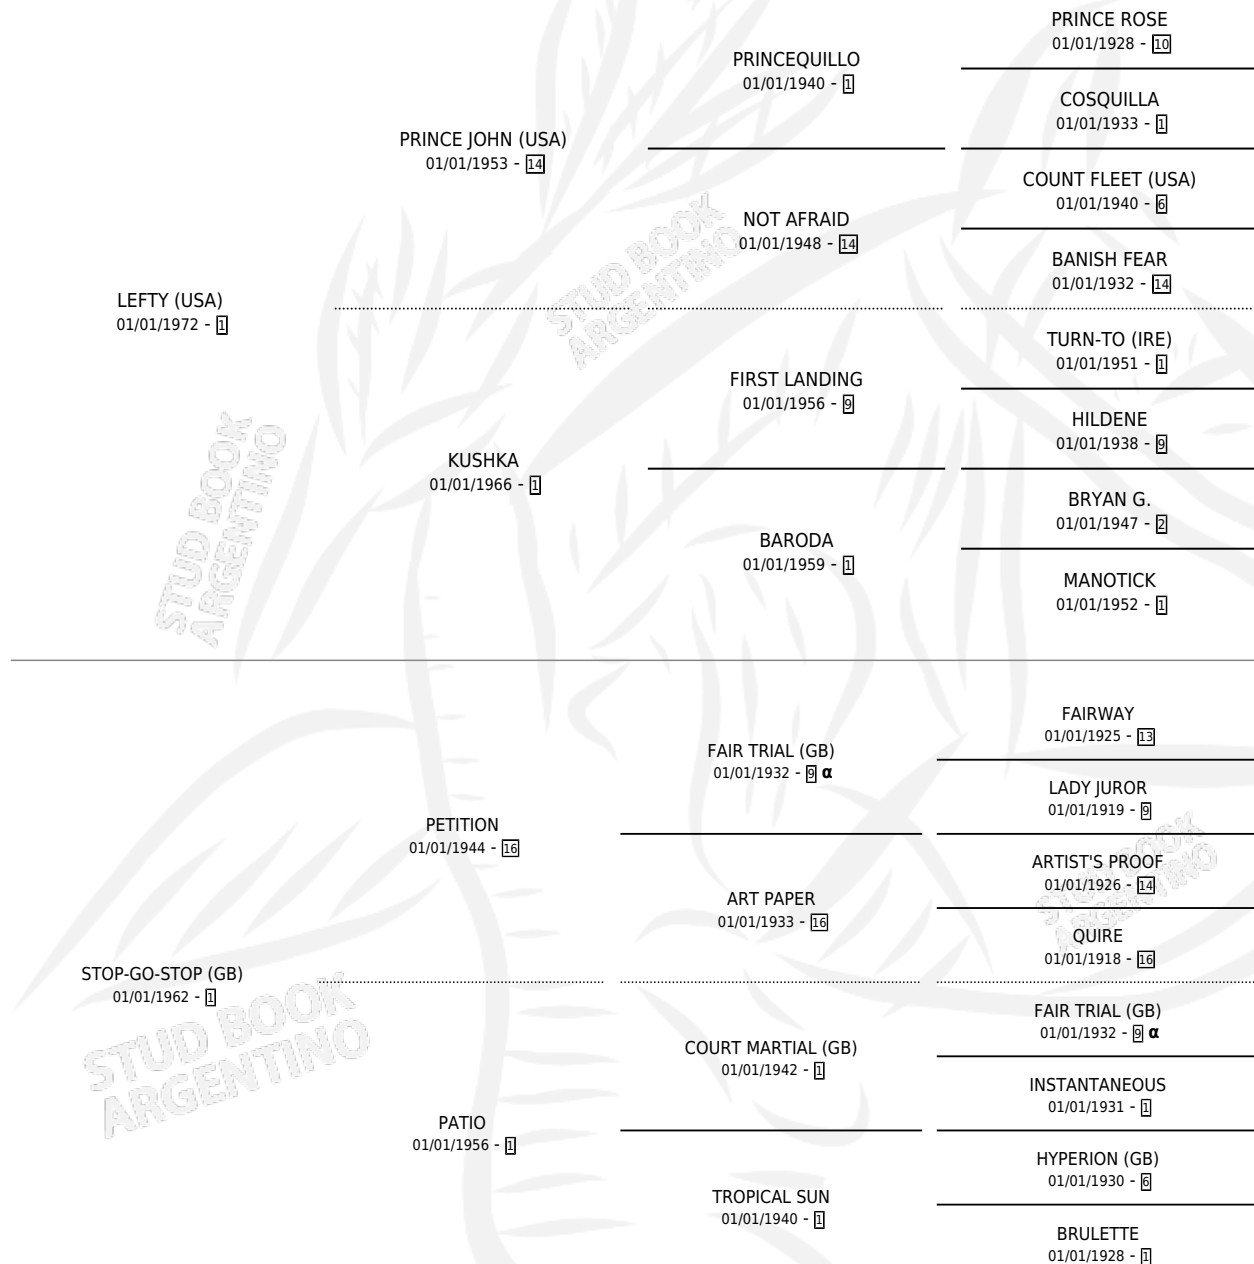 PRINCE ROSE
01/01/1928 - 10
PRINCEQUILLO
01/01/1940 - 1
COSQUILLA
01/01/1933 - 1
PRINCE JOHN (USA)
01/01/1953 - 14
COUNT FLEET (USA)
01/01/1940 - 6
NOT AFRAID
01/01/1948 - 14
BANISH FEAR
01/01/1932 - 14
STUD BOOK
ARGENTINO
LEFTY (USA)
01/01/1972 - 1
TURN-TO (IRE)
01/01/1951 - 1
FIRST LANDING
01/01/1956 - 9
HILDENE
01/01/1938 - 9
KUSHKA
01/01/1966 - 1
BRYAN G.
01/01/1947 - 2
BARODA
01/01/1959 - 1
MANOTICK
01/01/1952 - 1
STUD BOOK
ARGENTINO
FAIRWAY
01/01/1925 - 13
FAIR TRIAL (GB)
01/01/1932 - 9 α
LADY JUROR
01/01/1919 - 9
PETITION
01/01/1944 - 16
ARTIST'S PROOF
01/01/1926 - 14
ART PAPER
01/01/1933 - 16
QUIRE
01/01/1918 - 16
STUD BOOK
ARGENTINO
STOP-GO-STOP (GB)
01/01/1962 - 1
FAIR TRIAL (GB)
01/01/1932 - 9 α
COURT MARTIAL (GB)
01/01/1942 - 1
INSTANTANEOUS
01/01/1931 - 1
STUD BOOK
ARGENTINO
PATIO
01/01/1956 - 1
HYPERION (GB)
01/01/1930 - 6
TROPICAL SUN
01/01/1940 - 1
BRULETTE
01/01/1928 - 1